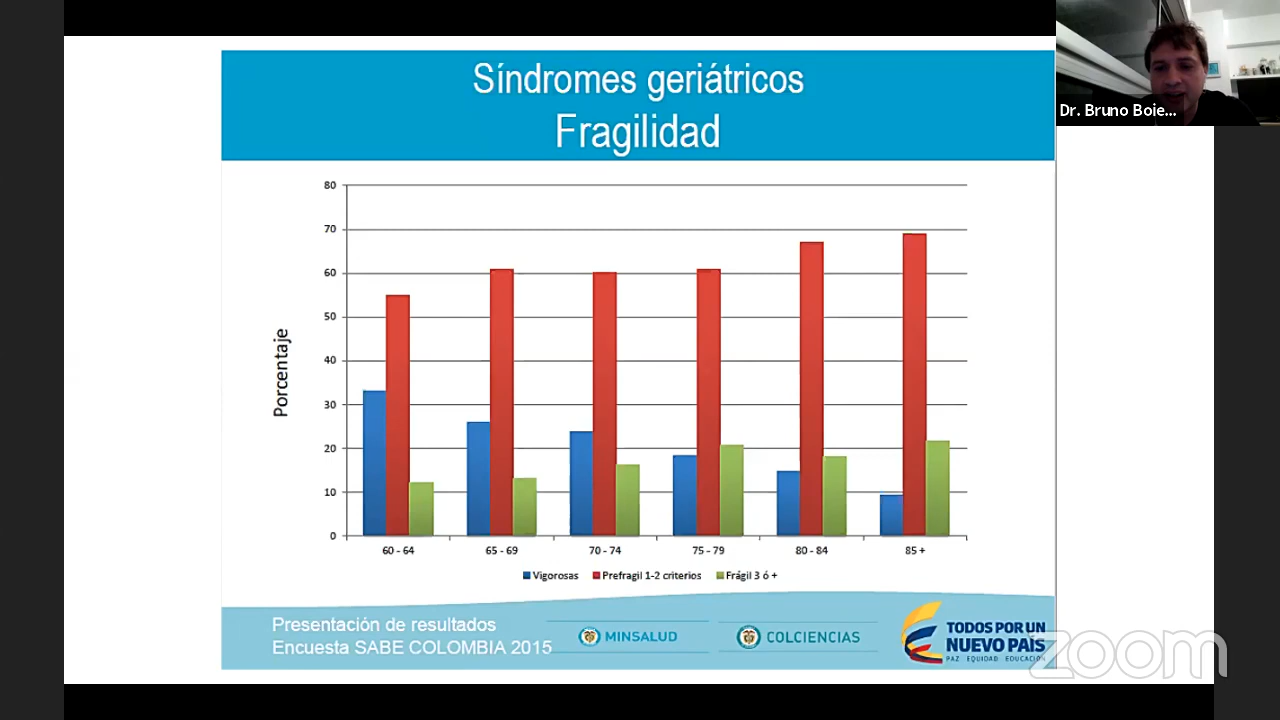 Síndromes geriátricos
Fragilidad
Dr. Bruno Boie...
Porcentaje
80
70
60
50
40
30
20
10
0
60 - 64 65 - 69 70 - 74 75 - 79 80 - 84 85 +
Vigorosas Prefragil 1-2 criterios Frágil 3 ó +
Presentación de resultados
Encuesta SABE COLOMBIA 2015
MINSALUD
COLCIENCIAS
TODOS POR UN
NUEVO PAÍS
PAZ EQUIDAD EDUCACIÓN
zoom